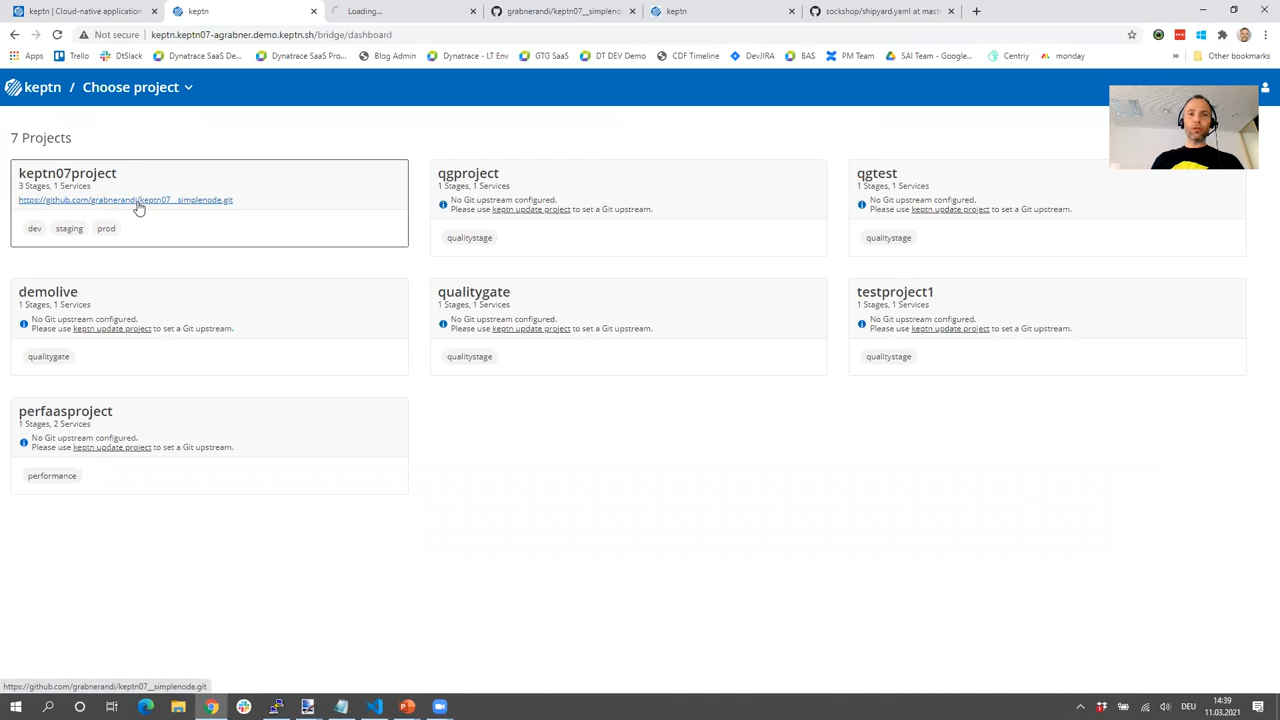 keptn | Cloud-native application
keptn
Loading...
grabnerandi/keptn07__simplenod
keptn
sockshop/shipyard.yaml at maste
Not secure
keptn.keptn07-agrabner.demo.keptn.sh/bridge/dashboard
Apps
Trello
DtSlack
Dynatrace SaaS De...
Dynatrace SaaS Pro...
Blog Admin
Dynatrace - LT Env
GTG SaaS
DT DEV Demo
CDF Timeline
DevJIRA
BAS
PM Team
SAI Team - Google...
Centriy
monday
»
Other bookmarks
keptn / Choose project
7 Projects
keptn07project
3 Stages, 1 Services
https://github.com/grabnerandi/keptn07__simplenode.git
dev
staging
prod
qgproject
1 Stages, 1 Services
No Git upstream configured.
Please use keptn update project to set a Git upstream.
qualitystage
qgtest
1 Stages, 1 Services
No Git upstream configured.
Please use keptn update project to set a Git upstream.
qualitystage
demolive
1 Stages, 1 Services
No Git upstream configured.
Please use keptn update project to set a Git upstream.
qualitygate
qualitygate
1 Stages, 1 Services
No Git upstream configured.
Please use keptn update project to set a Git upstream.
qualitystage
testproject1
1 Stages, 1 Services
No Git upstream configured.
Please use keptn update project to set a Git upstream.
qualitystage
perfaasproject
1 Stages, 2 Services
No Git upstream configured.
Please use keptn update project to set a Git upstream.
performance
https://github.com/grabnerandi/keptn07__simplenode.git
DEU
14:39
11.03.2021